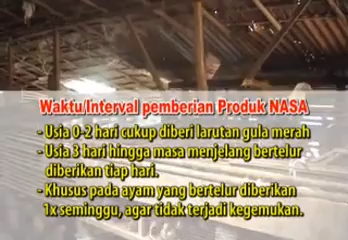 Waktu/Interval pemberian Produk NASA
- Usia 0-2 hari cukup diberi larutan gula merah
- Usia 3 hari hingga masa menjelang bertelur
diberikan tiap hari.
- Khusus pada ayam yang bertelur diberikan
1x seminggu, agar tidak terjadi kegemukan.